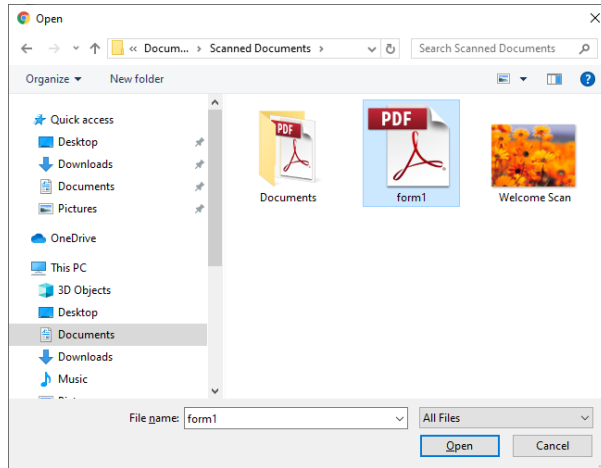 Open
« Docum... > Scanned Documents >
Search Scanned Documents
Organize
New folder
?
Quick access
Desktop
Downloads
Documents
Pictures
OneDrive
This PC
3D Objects
Desktop
Documents
Downloads
Music
PDF
Documents
PDF
form1
Welcome Scan
File name: form1
All Files
Open
Cancel